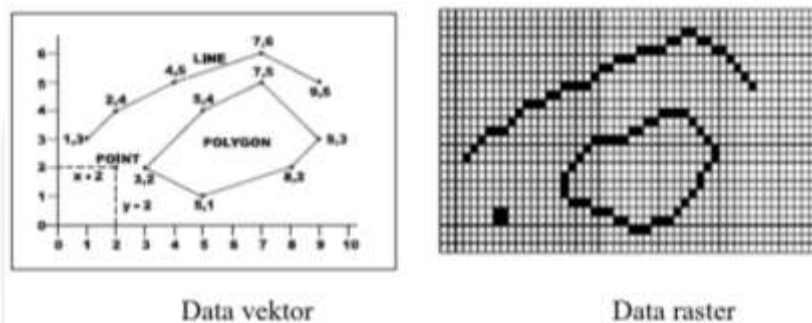 7,6
6
LINE
4,5
7,5
5
9,5
2,4
5,4
4
1,3
3
POLYGON
9,3
POINT
2
x = 2
3,2
8,2
1
y = 2
5,1
0
0 1 2 3 4 5 6 7 8 9 10
Data vektor Data raster